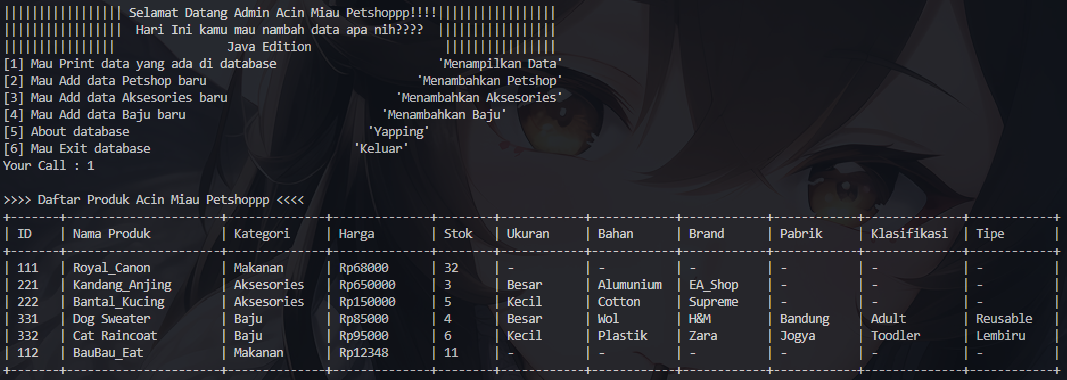 ||||||||||||||||| Selamat Datang Admin Acin Miau Petshoppp!!!!|||||||||||||||||
|||||||||||||||||  Hari Ini kamu mau nambah data apa nih????  |||||||||||||||||
||||||||||||||||                Java Edition                   ||||||||||||||||
[1] Mau Print data yang ada di database                       'Menampilkan Data'
[2] Mau Add data Petshop baru                              'Menambahkan Petshop'
[3] Mau Add data Aksesories baru                        'Menambahkan Aksesories'
[4] Mau Add data Baju baru                            'Menambahkan Baju'
[5] About database                                  'Yapping'
[6] Mau Exit database                             'Keluar'
Your Call : 1
>>>> Daftar Produk Acin Miau Petshoppp <<<<
+-------+----------------------+--------------+--------------+--------+------------+------------+------------+------------+--------------+-----------+
| ID    | Nama Produk          | Kategori     | Harga        | Stok   | Ukuran     | Bahan      | Brand      | Pabrik     | Klasifikasi  | Tipe      |
+-------+----------------------+--------------+--------------+--------+------------+------------+------------+------------+--------------+-----------+
| 111   | Royal_Canon          | Makanan      | Rp68000      | 32     | -          | -          | -          | -          | -            | -         |
| 221   | Kandang_Anjing       | Aksesories   | Rp650000     | 3      | Besar      | Alumunium  | EA_Shop    | -          | -            | -         |
| 222   | Bantal_Kucing        | Aksesories   | Rp150000     | 5      | Kecil      | Cotton     | Supreme    | -          | -            | -         |
| 331   | Dog Sweater          | Baju         | Rp85000      | 4      | Besar      | Wol        | H&M        | Bandung    | Adult        | Reusable  |
| 332   | Cat Raincoat         | Baju         | Rp95000      | 6      | Kecil      | Plastik    | Zara       | Jogya      | Toodler      | Lembiru   |
| 112   | BauBau_Eat           | Makanan      | Rp12348      | 11     | -          | -          | -          | -          | -            | -         |
+-------+----------------------+--------------+--------------+--------+------------+------------+------------+------------+--------------+-----------+